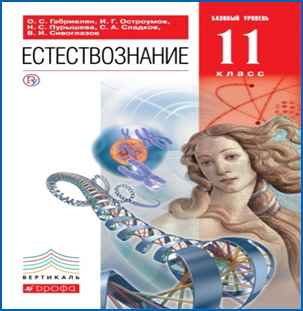 О. С. Габриелян, И. Г. Остроумов,
Н. С. Пурышева, С. А. Сладков,
В. И. Сивоглазов
БАЗОВЫЙ УРОВЕНЬ
ЕСТЕСТВОЗНАНИЕ
11
КЛАСС
ВЕРТИКАЛЬ
дрофа